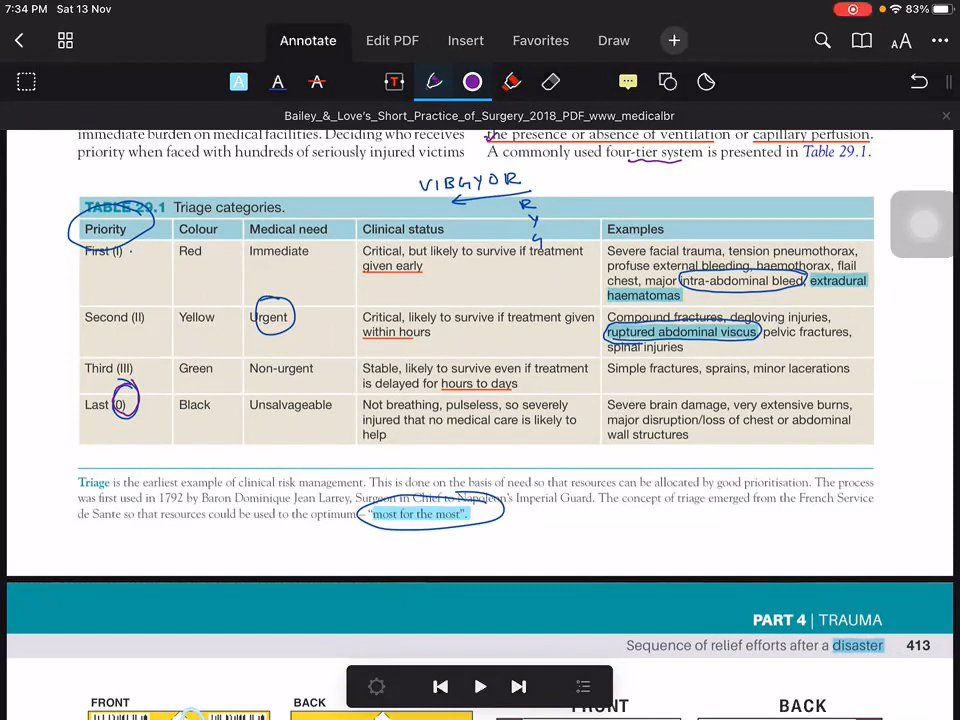 7:34 PM Sat 13 Nov
83%
Annotate Edit PDF Insert Favorites Draw
AA
A A A T
Bailey_&_Love's_Short_Practice_of_Surgery_2018_PDF_www_medicalbr
immediate burden on medical facilities. Deciding who receives
priority when faced with hundreds of seriously injured victims
the presence or absence of ventilation or capillary perfusion.
A commonly used four-tier system is presented in Table 29.1.
VIBGYOR
R
Y
G
TABLE 29.1 Triage categories.
Priority Colour Medical need Clinical status Examples
First (I) Red Immediate Critical, but likely to survive if treatment given early Severe facial trauma, tension pneumothorax,
profuse external bleeding, haemothorax, flail
chest, major intra-abdominal bleed, extradural
haematomas
Second (II) Yellow Urgent Critical, likely to survive if treatment given within hours Compound fractures, degloving injuries,
ruptured abdominal viscus, pelvic fractures,
spinal injuries
Third (III) Green Non-urgent Stable, likely to survive even if treatment is delayed for hours to days Simple fractures, sprains, minor lacerations
Last (0) Black Unsalvageable Not breathing, pulseless, so severely injured that no medical care is likely to help Severe brain damage, very extensive burns,
major disruption/loss of chest or abdominal
wall structures
Triage is the earliest example of clinical risk management. This is done on the basis of need so that resources can be allocated by good prioritisation. The process
was first used in 1792 by Baron Dominique Jean Larrey, Surgeon in Chief to Napoleon's Imperial Guard. The concept of triage emerged from the French Service
de Sante so that resources could be used to the optimum – "most for the most".
PART 4 | TRAUMA
Sequence of relief efforts after a disaster 413
FRONT BACK FRONT BACK